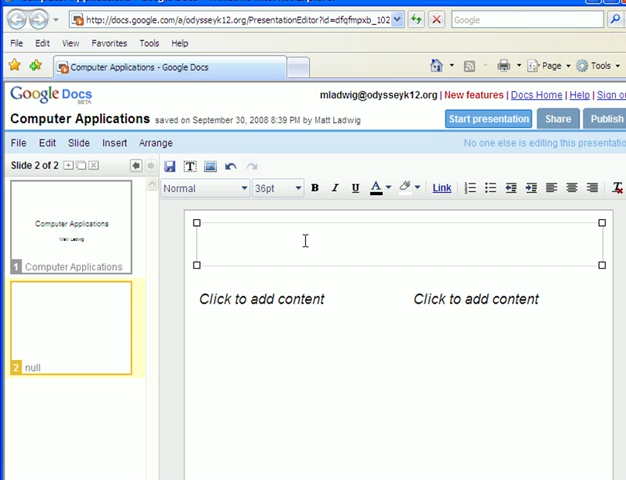 http://docs.google.com/a/odysseyk12.org/PresentationEditor?id=dfqfmpxb_102
Google
File Edit View Favorites Tools Help
Computer Applications - Google Docs
Page Tools
Google Docs
BETA
mladwig@odysseyk12.org | New features | Docs Home | Help | Sign o
Computer Applications saved on September 30, 2008 8:39 PM by Matt Ladwig
Start presentation Share Publish
File Edit Slide Insert Arrange
No one else is editing this presentatio
Slide 2 of 2
Normal 36pt B I U A Link
Computer Applications
Matt Ladwig
1 Computer Applications
Click to add content Click to add content
2 null